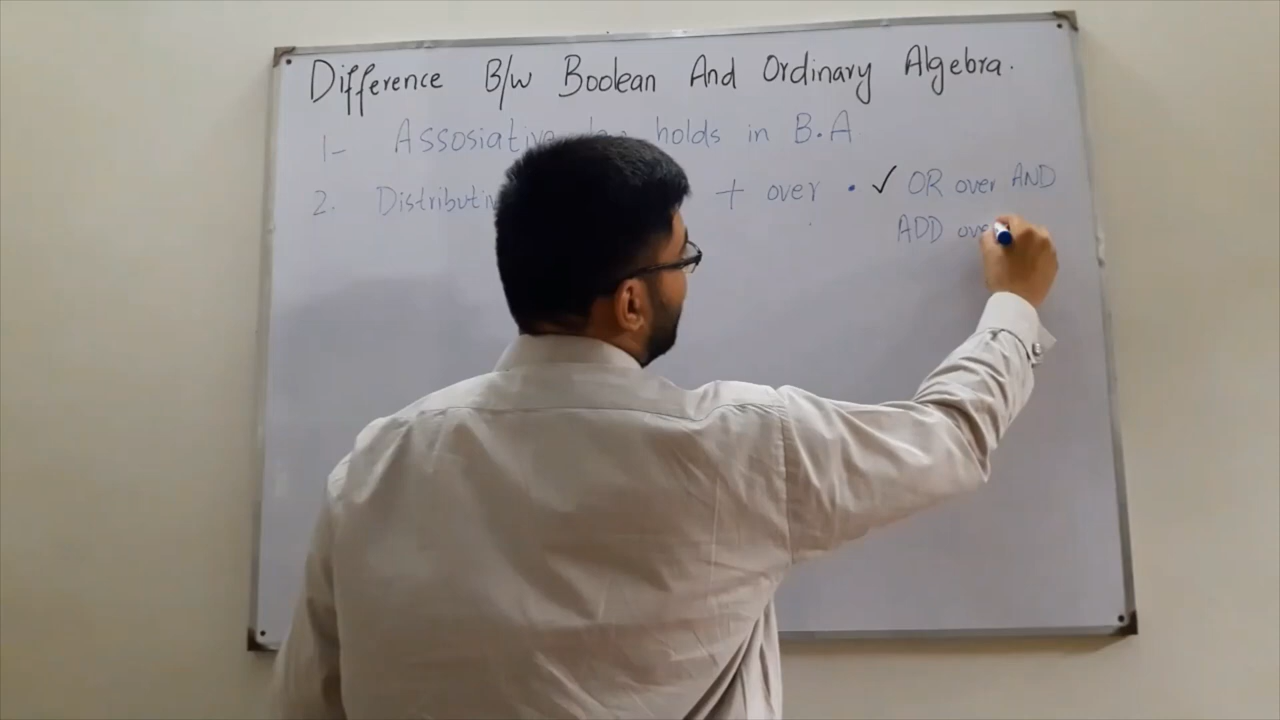 Difference B/w Boolean And Ordinary Algebra.
1- Assosiative law holds in B.A
2. Distributive + over • ✓ OR over AND
ADD over